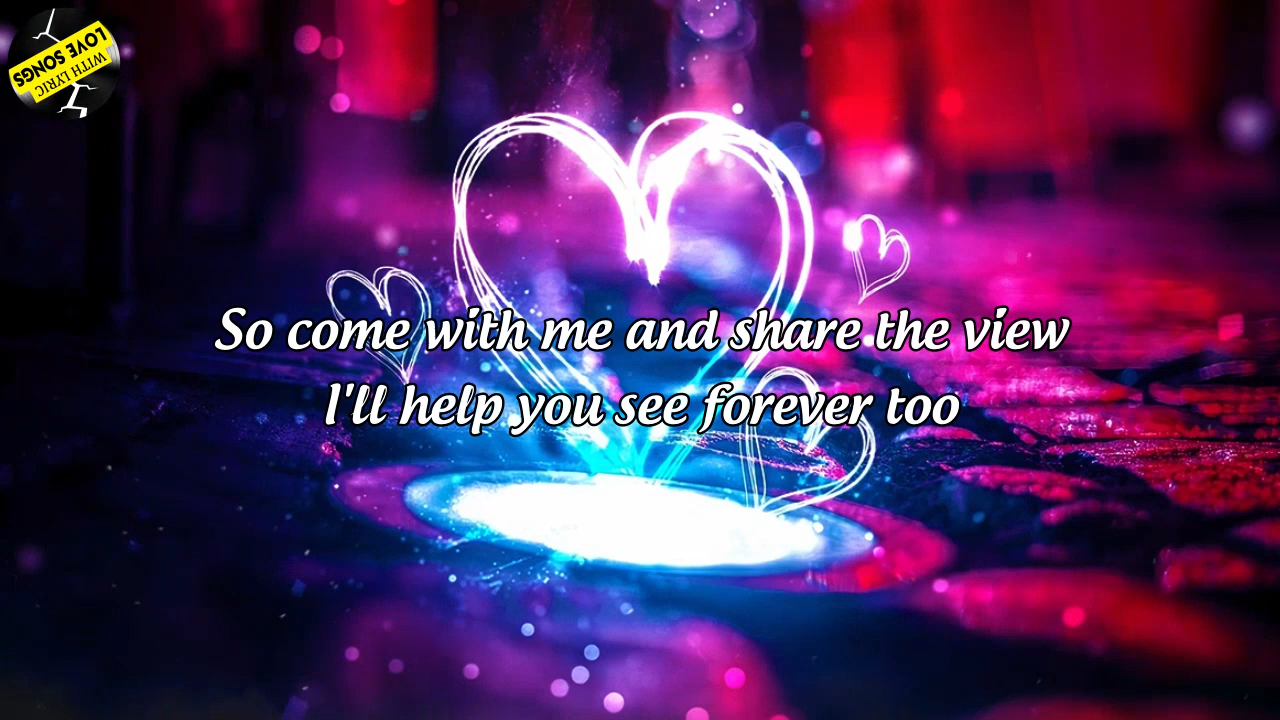 LOVE SONGS
WITH LYRIC
So come with me and share the view
I'll help you see forever too